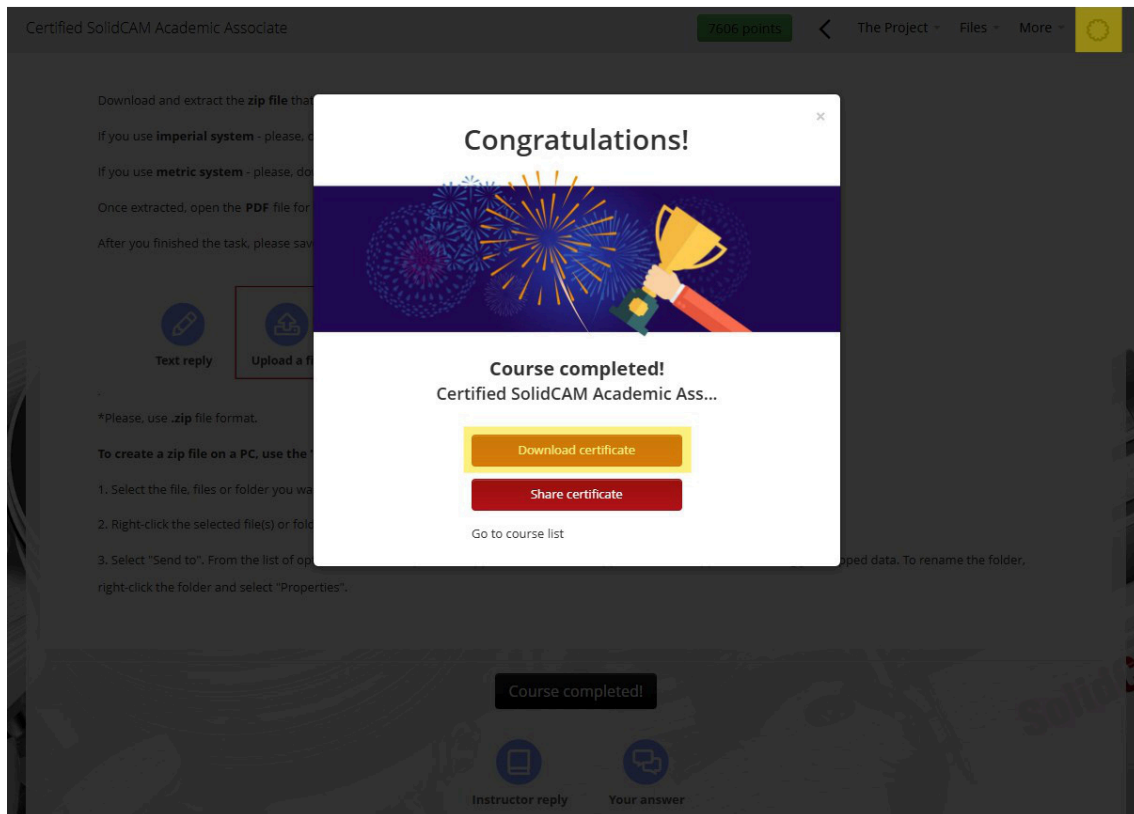 Certified SolidCAM Academic Associate
7606 points
The Project
Files
More
Download and extract the zip file that
If you use imperial system - please,
If you use metric system - please, do
Once extracted, open the PDF file for
After you finished the task, please sav
Text reply
Upload a fi
.
*Please, use .zip file format.
To create a zip file on a PC, use the "
1. Select the file, files or folder you wa
2. Right-click the selected file(s) or fold
3. Select "Send to". From the list of op
pped data. To rename the folder,
right-click the folder and select "Properties".
×
Congratulations!
Course completed!
Certified SolidCAM Academic Ass...
Download certificate
Share certificate
Go to course list
Course completed!
Solid
Instructor reply
Your answer